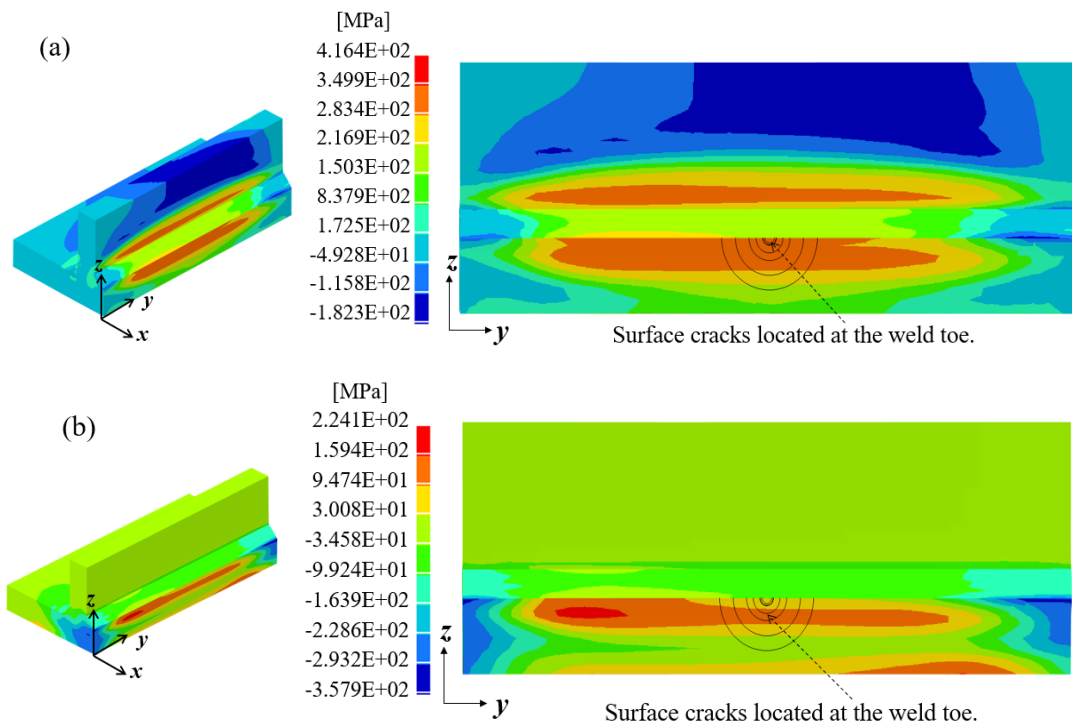 (a)
[MPa]
4.164E+02
3.499E+02
2.834E+02
2.169E+02
1.503E+02
8.379E+02
1.725E+02
-4.928E+01
-1.158E+02
-1.823E+02
z
y
x
z
y
Surface cracks located at the weld toe.
(b)
[MPa]
2.241E+02
1.594E+02
9.474E+01
3.008E+01
-3.458E+01
-9.924E+01
-1.639E+02
-2.286E+02
-2.932E+02
-3.579E+02
z
y
x
z
y
Surface cracks located at the weld toe.